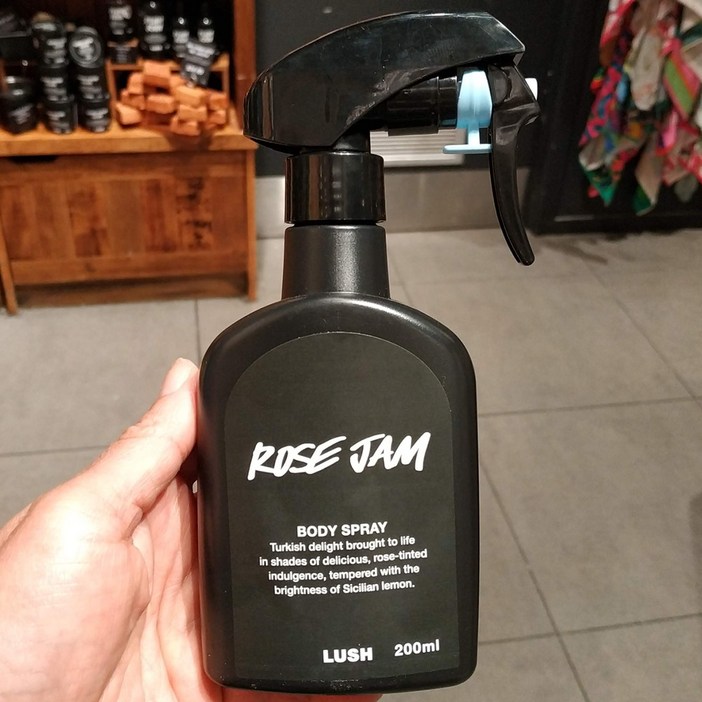 ROSE JAM
BODY SPRAY
Turkish delight brought to life
in shades of delicious, rose-tinted
indulgence, tempered with the
brightness of Sicilian lemon.
LUSH 200ml